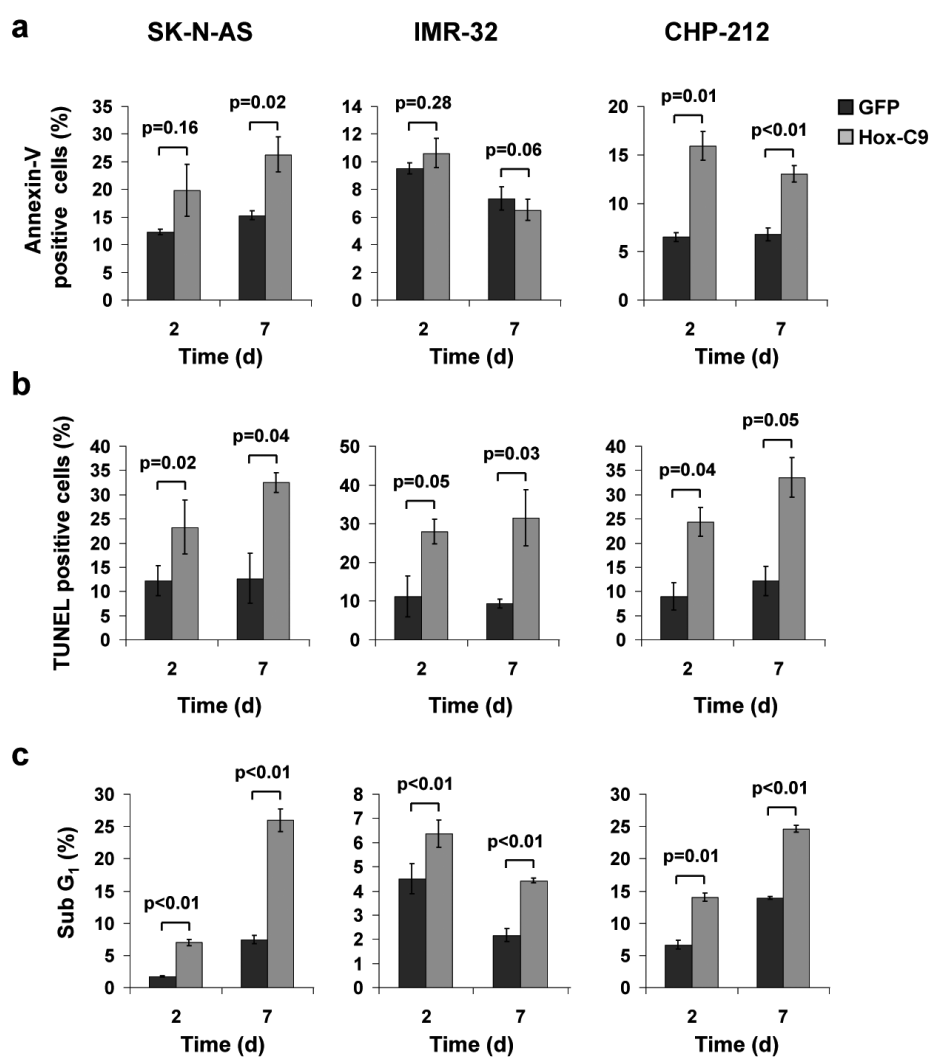 a
SK-N-AS
IMR-32
CHP-212
GFP
Hox-C9
Annexin-V
positive cells (%)
35
30
25
20
15
10
5
0
p=0.16
p=0.02
2
7
Time (d)
14
12
10
8
6
4
2
0
p=0.28
p=0.06
2
7
Time (d)
20
15
10
5
0
p=0.01
p<0.01
2
7
Time (d)
b
TUNEL positive cells (%)
40
35
30
25
20
15
10
5
0
p=0.02
p=0.04
2
7
Time (d)
50
40
30
20
10
0
p=0.05
p=0.03
2
7
Time (d)
40
35
30
25
20
15
10
5
0
p=0.04
p=0.05
2
7
Time (d)
c
Sub G1 (%)
30
25
20
15
10
5
0
p<0.01
p<0.01
2
7
Time (d)
8
7
6
5
4
3
2
1
0
p<0.01
p<0.01
2
7
Time (d)
30
25
20
15
10
5
0
p=0.01
p<0.01
2
7
Time (d)